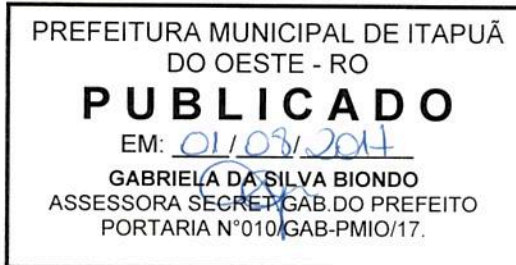 PREFEITURA MUNICIPAL DE ITAPUÃ
DO OESTE - RO
PUBLICADO
EM: 01/08/2017
GABRIELA DA SILVA BIONDO
ASSESSORA SECRET/GAB.DO PREFEITO
PORTARIA N°010/GAB-PMIO/17.